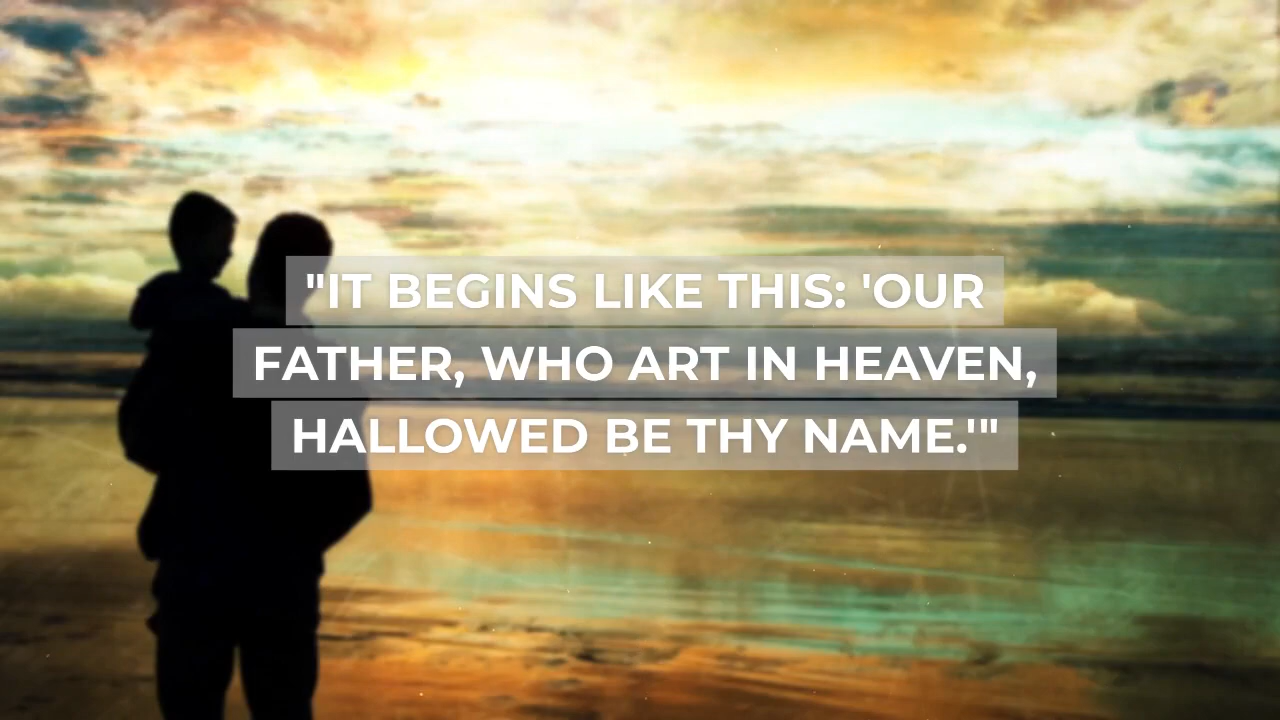 "IT BEGINS LIKE THIS: 'OUR
FATHER, WHO ART IN HEAVEN,
HALLOWED BE THY NAME.'"